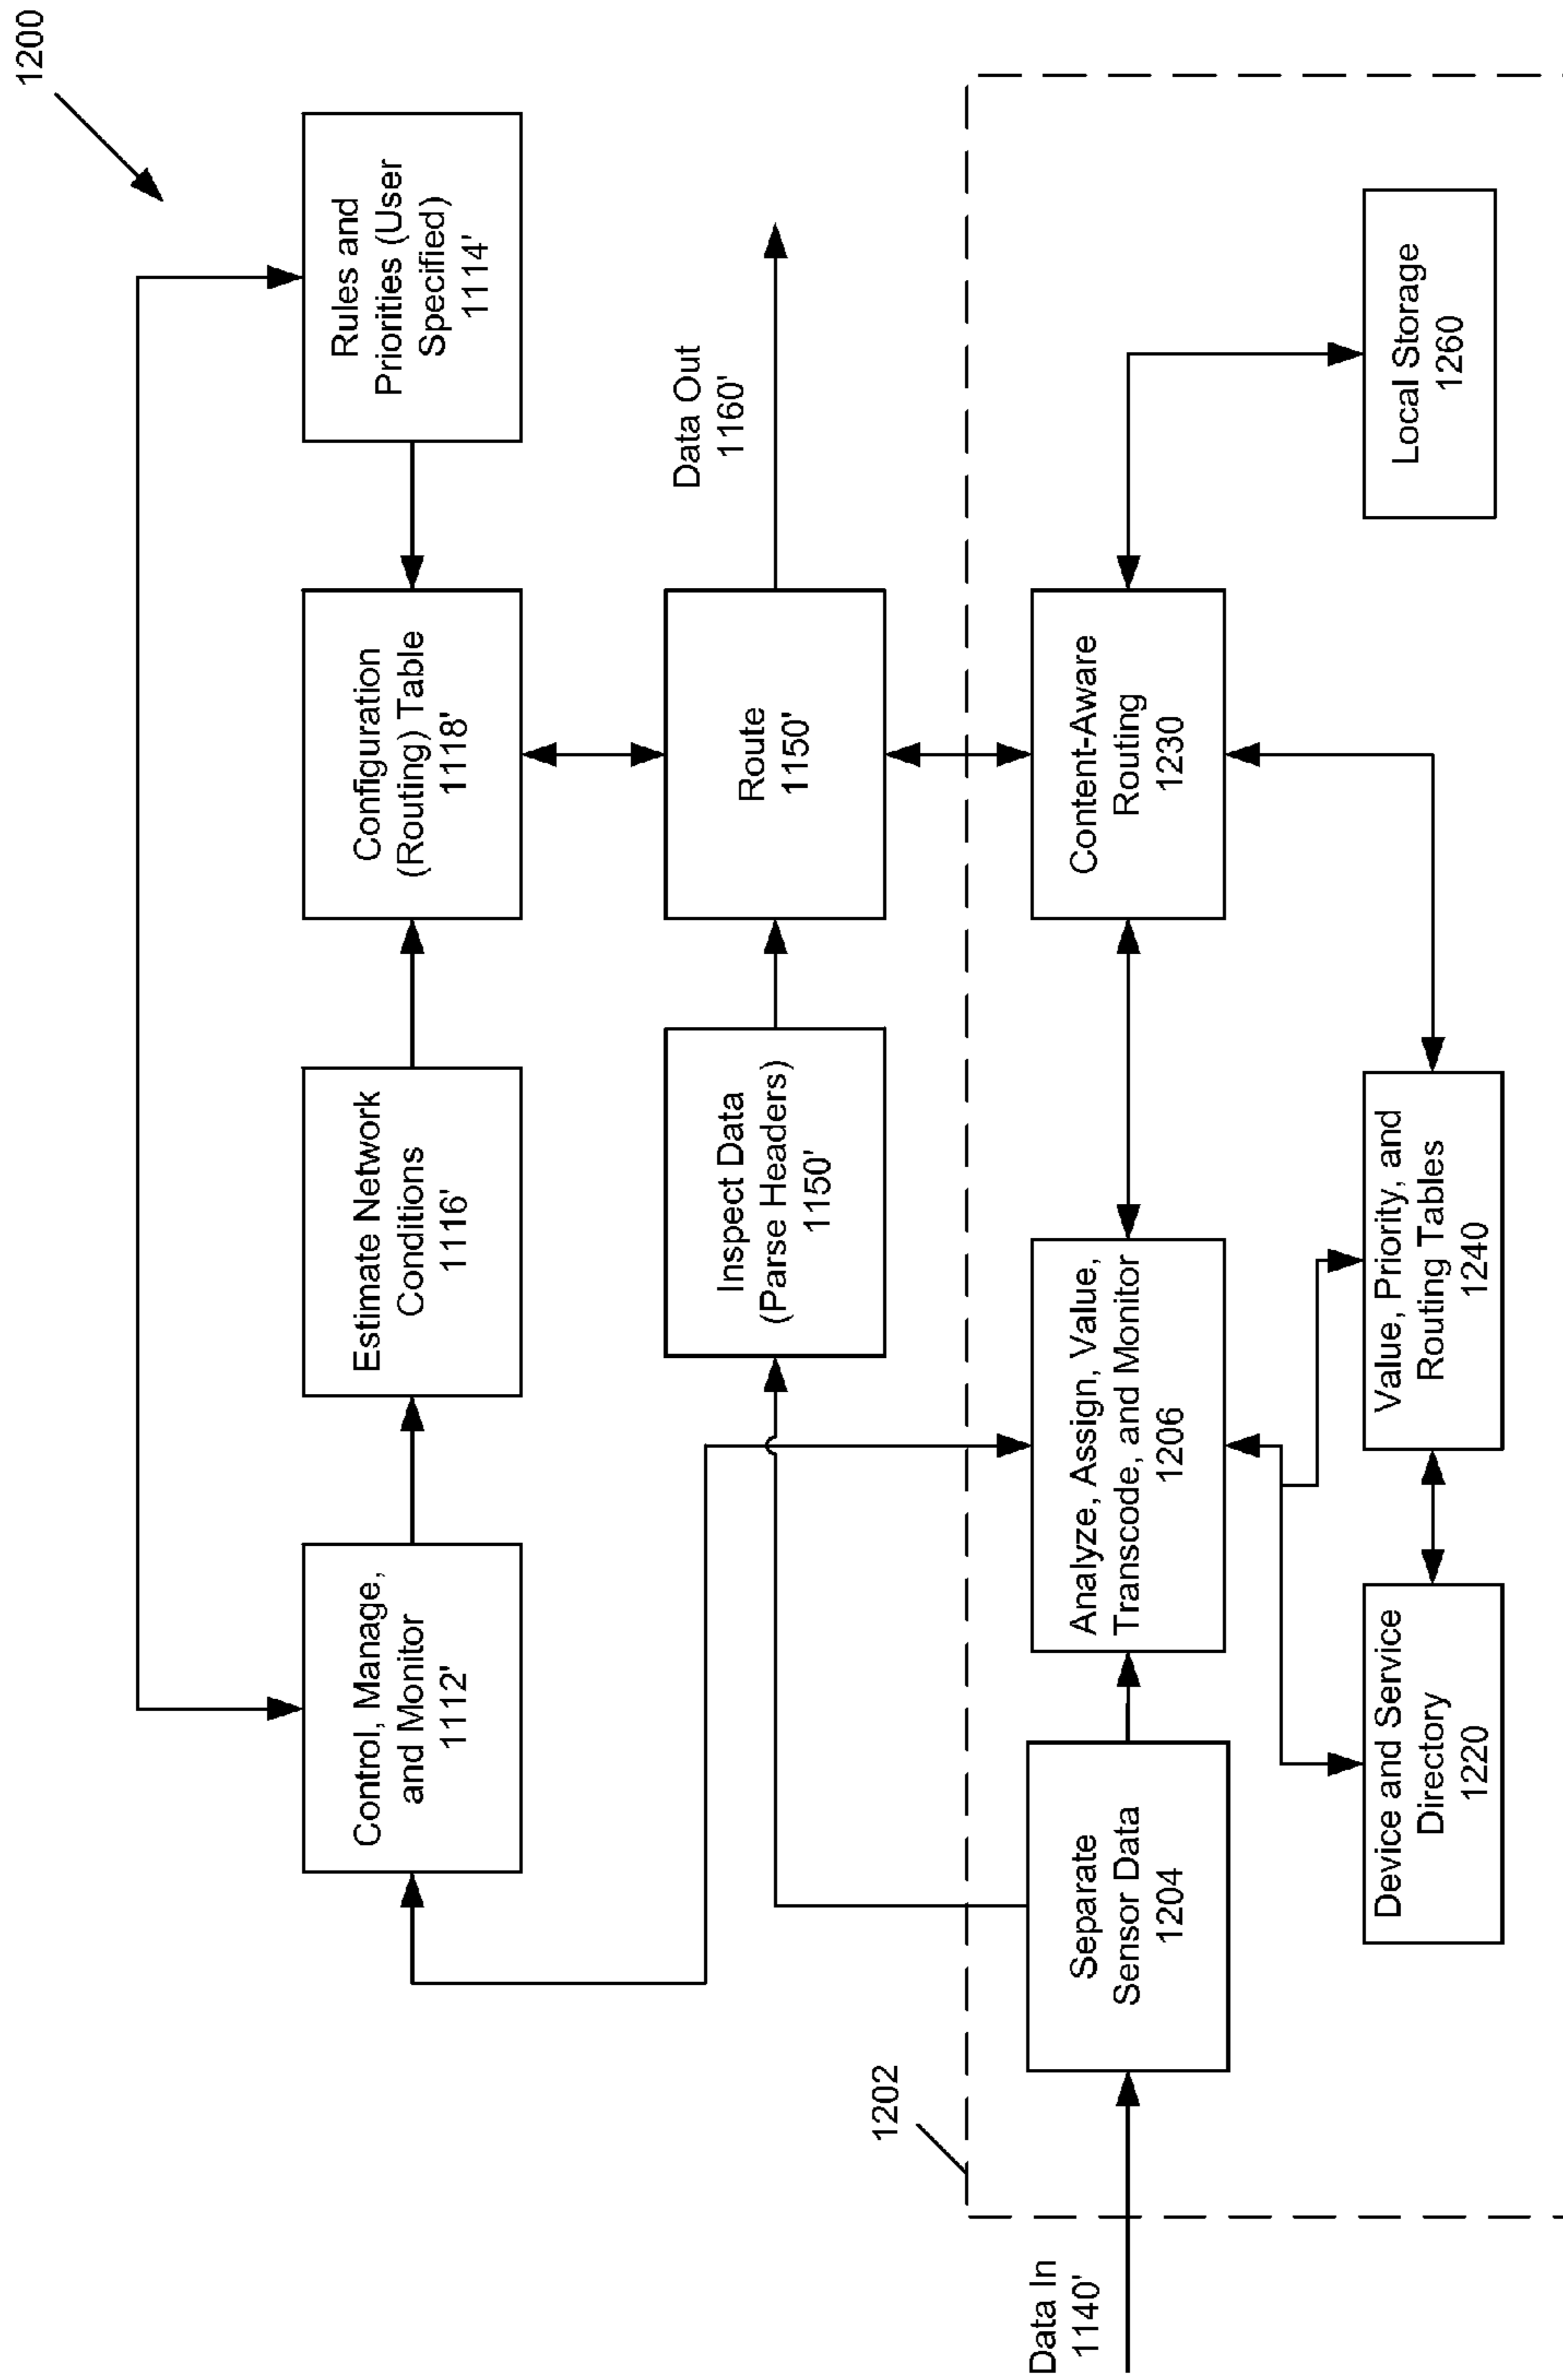 1200
Control, Manage,
and Monitor
1112'
Estimate Network
Conditions
1116'
Configuration
(Routing) Table
1118'
Rules and
Priorities (User
Specified)
1114'
Inspect Data
(Parse Headers)
1150'
Route
1150'
Data Out
1160'
1202
Data In
1140'
Separate
Sensor Data
1204
Analyze, Assign, Value,
Transcode, and Monitor
1206
Content-Aware
Routing
1230
Device and Service
Directory
1220
Value, Priority, and
Routing Tables
1240
Local Storage
1260